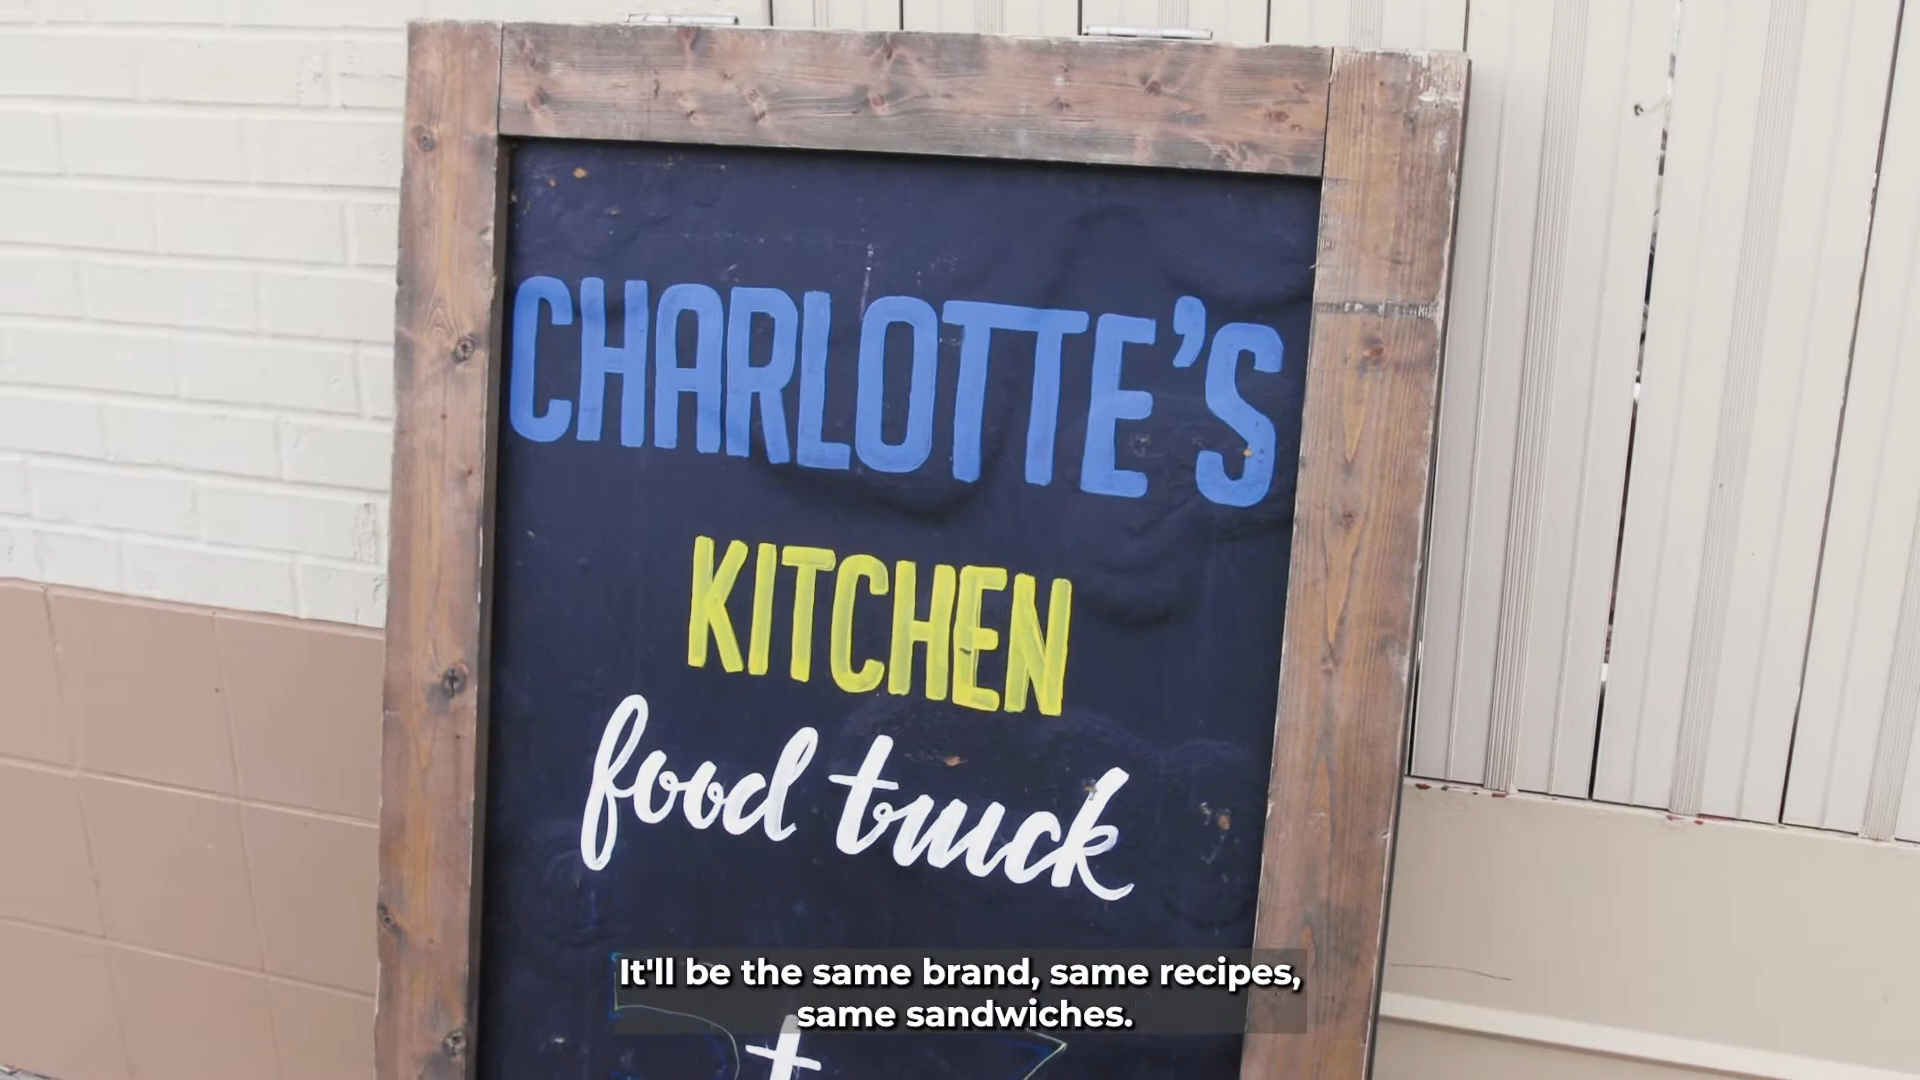 CHARLOTTE'S
KITCHEN
food truck
It'll be the same brand, same recipes,
same sandwiches.